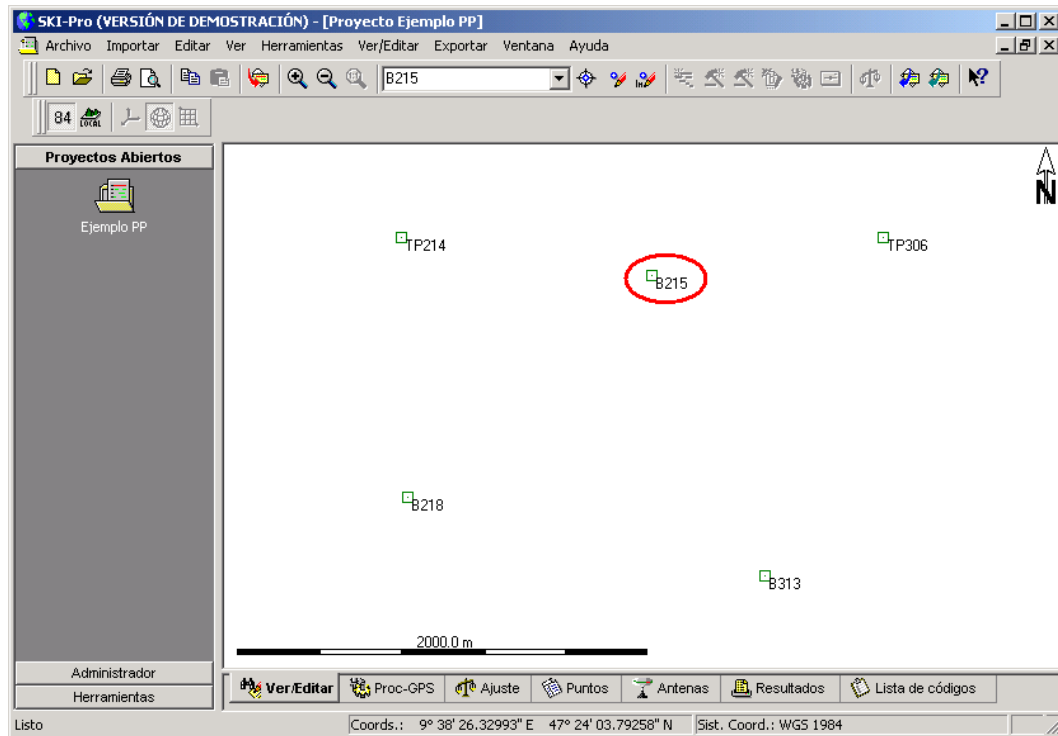 SKI-Pro (VERSIÓN DE DEMOSTRACIÓN) - [Proyecto Ejemplo PP]
Archivo Importar Editar Ver Herramientas Ver/Editar Exportar Ventana Ayuda
B215
84 LOCAL
Proyectos Abiertos
Ejemplo PP
N
TP214
TP306
B215
B218
B313
2000.0 m
Administrador
Herramientas
Ver/Editar Proc-GPS Ajuste Puntos Antenas Resultados Lista de códigos
Listo Coords.: 9° 38' 26.32993" E 47° 24' 03.79258" N Sist. Coord.: WGS 1984